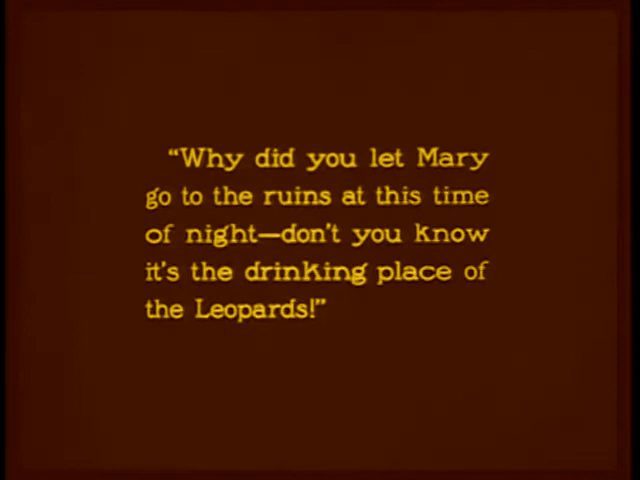 “Why did you let Mary
go to the ruins at this time
of night—don't you know
it's the drinking place of
the Leopards!”